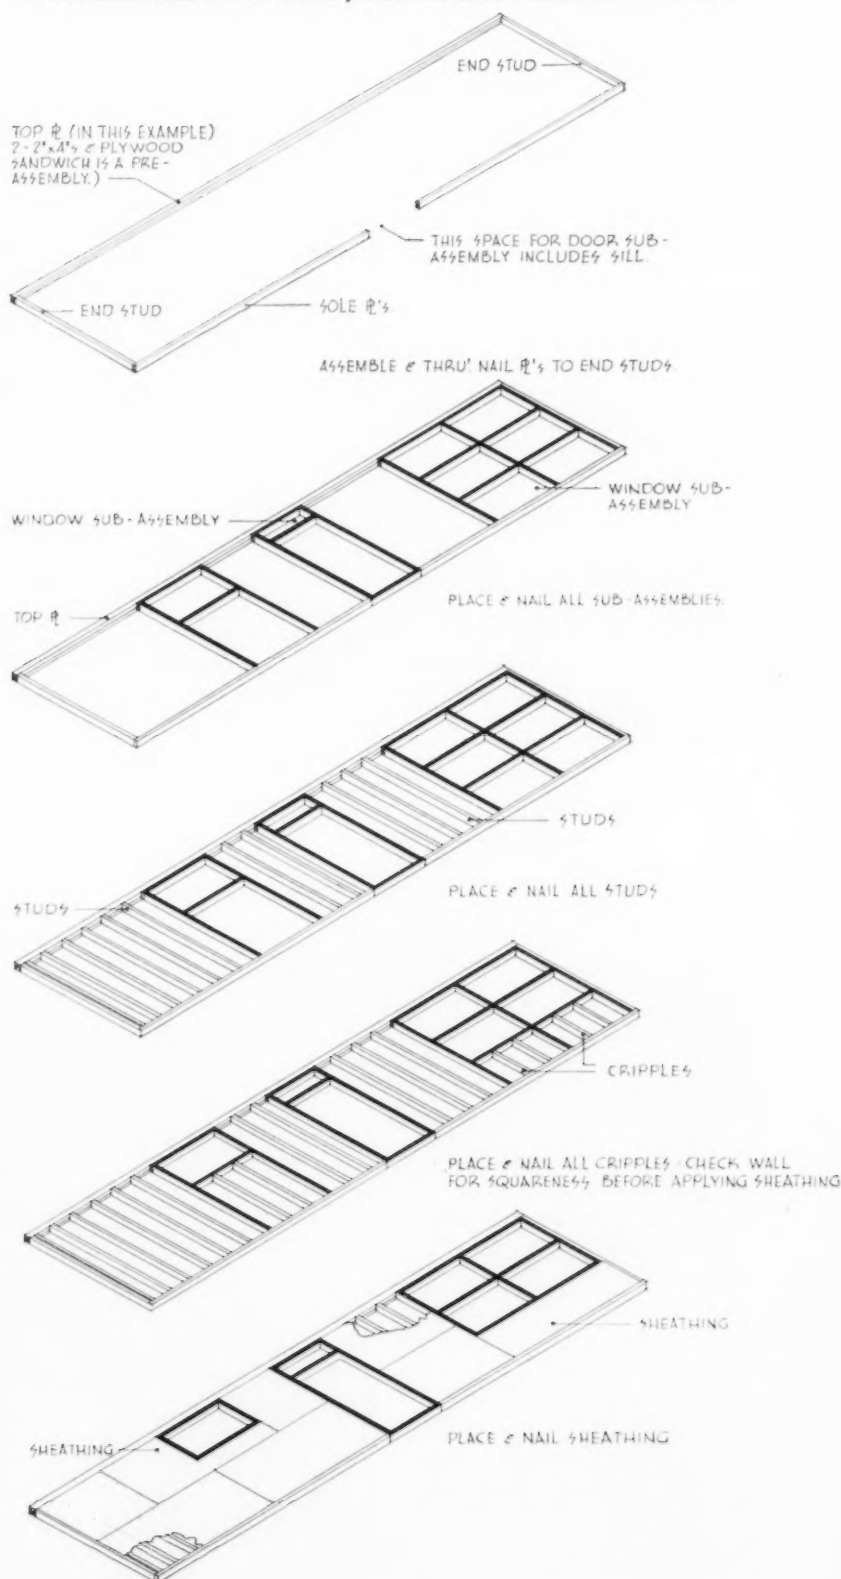 END STUD
TOP ⅊ (IN THIS EXAMPLE)
2-2"x4"s & PLYWOOD
SANDWICH IS A PRE-
ASSEMBLY.)
THIS SPACE FOR DOOR SUB-
ASSEMBLY INCLUDES SILL.
END STUD
SOLE ⅊'s.
ASSEMBLE & THRU' NAIL ⅊'s TO END STUDS.
WINDOW SUB-
ASSEMBLY
WINDOW SUB-ASSEMBLY
PLACE & NAIL ALL SUB-ASSEMBLIES.
TOP ⅊
STUDS
PLACE & NAIL ALL STUDS
STUDS
CRIPPLES
PLACE & NAIL ALL CRIPPLES - CHECK WALL
FOR SQUARENESS BEFORE APPLYING SHEATHING
SHEATHING
PLACE & NAIL SHEATHING
SHEATHING